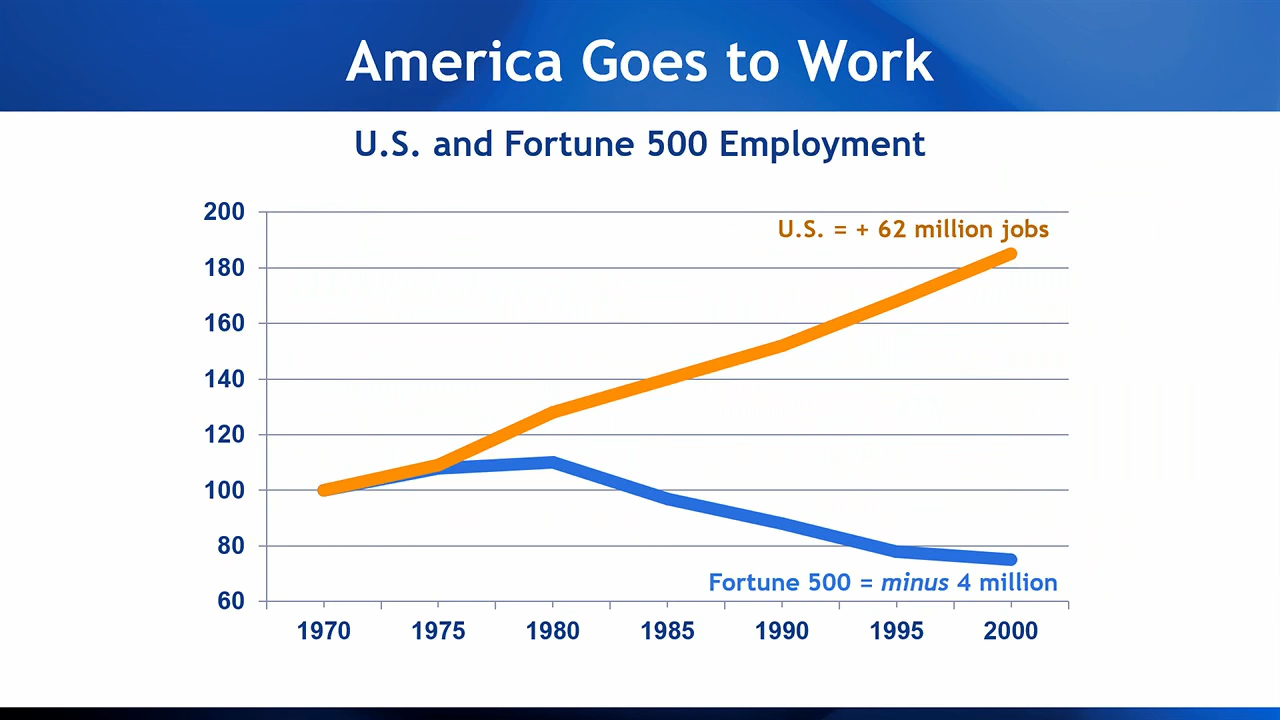 America Goes to Work
U.S. and Fortune 500 Employment
200
U.S. = + 62 million jobs
180
160
140
120
100
80
Fortune 500 = minus 4 million
60
1970 1975 1980 1985 1990 1995 2000